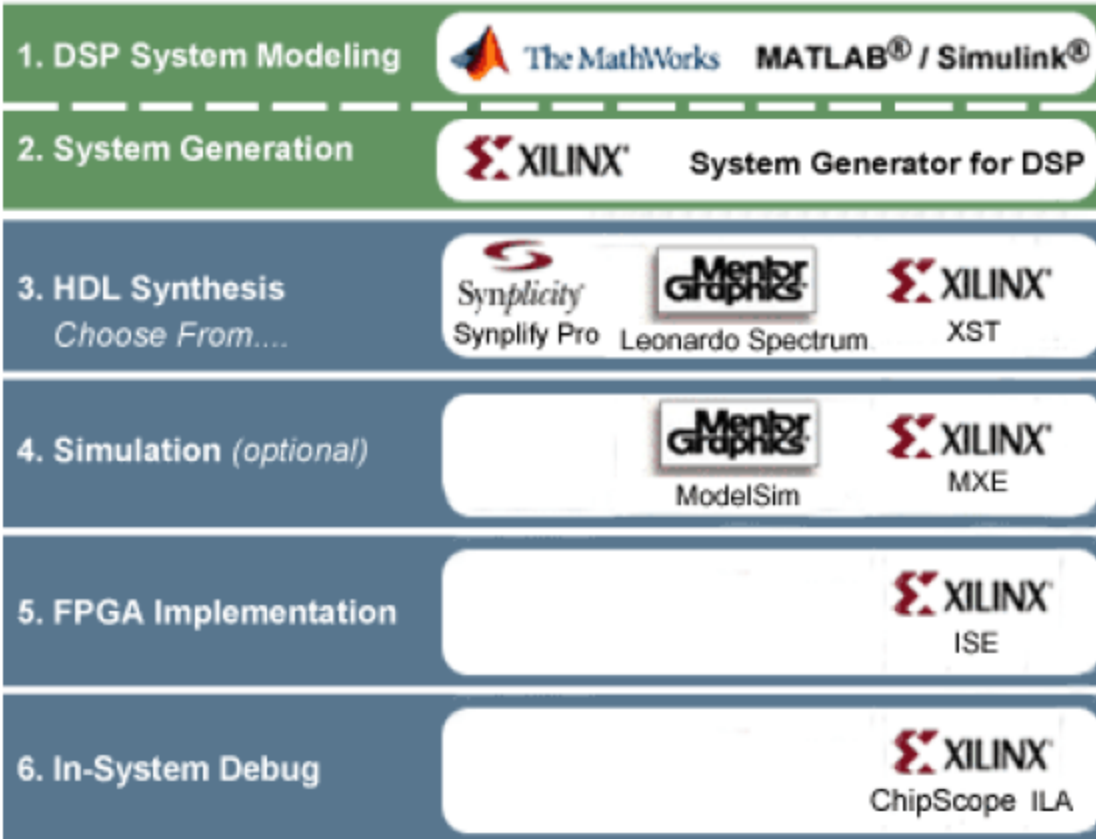 1. DSP System Modeling
The MathWorks MATLAB® / Simulink®
2. System Generation
XILINX® System Generator for DSP
3. HDL Synthesis
Choose From....
Synplicity® Mentor Graphics® XILINX®
Synplify Pro Leonardo Spectrum XST
4. Simulation (optional)
Mentor Graphics® XILINX®
ModelSim MXE
5. FPGA Implementation
XILINX®
ISE
6. In-System Debug
XILINX®
ChipScope ILA